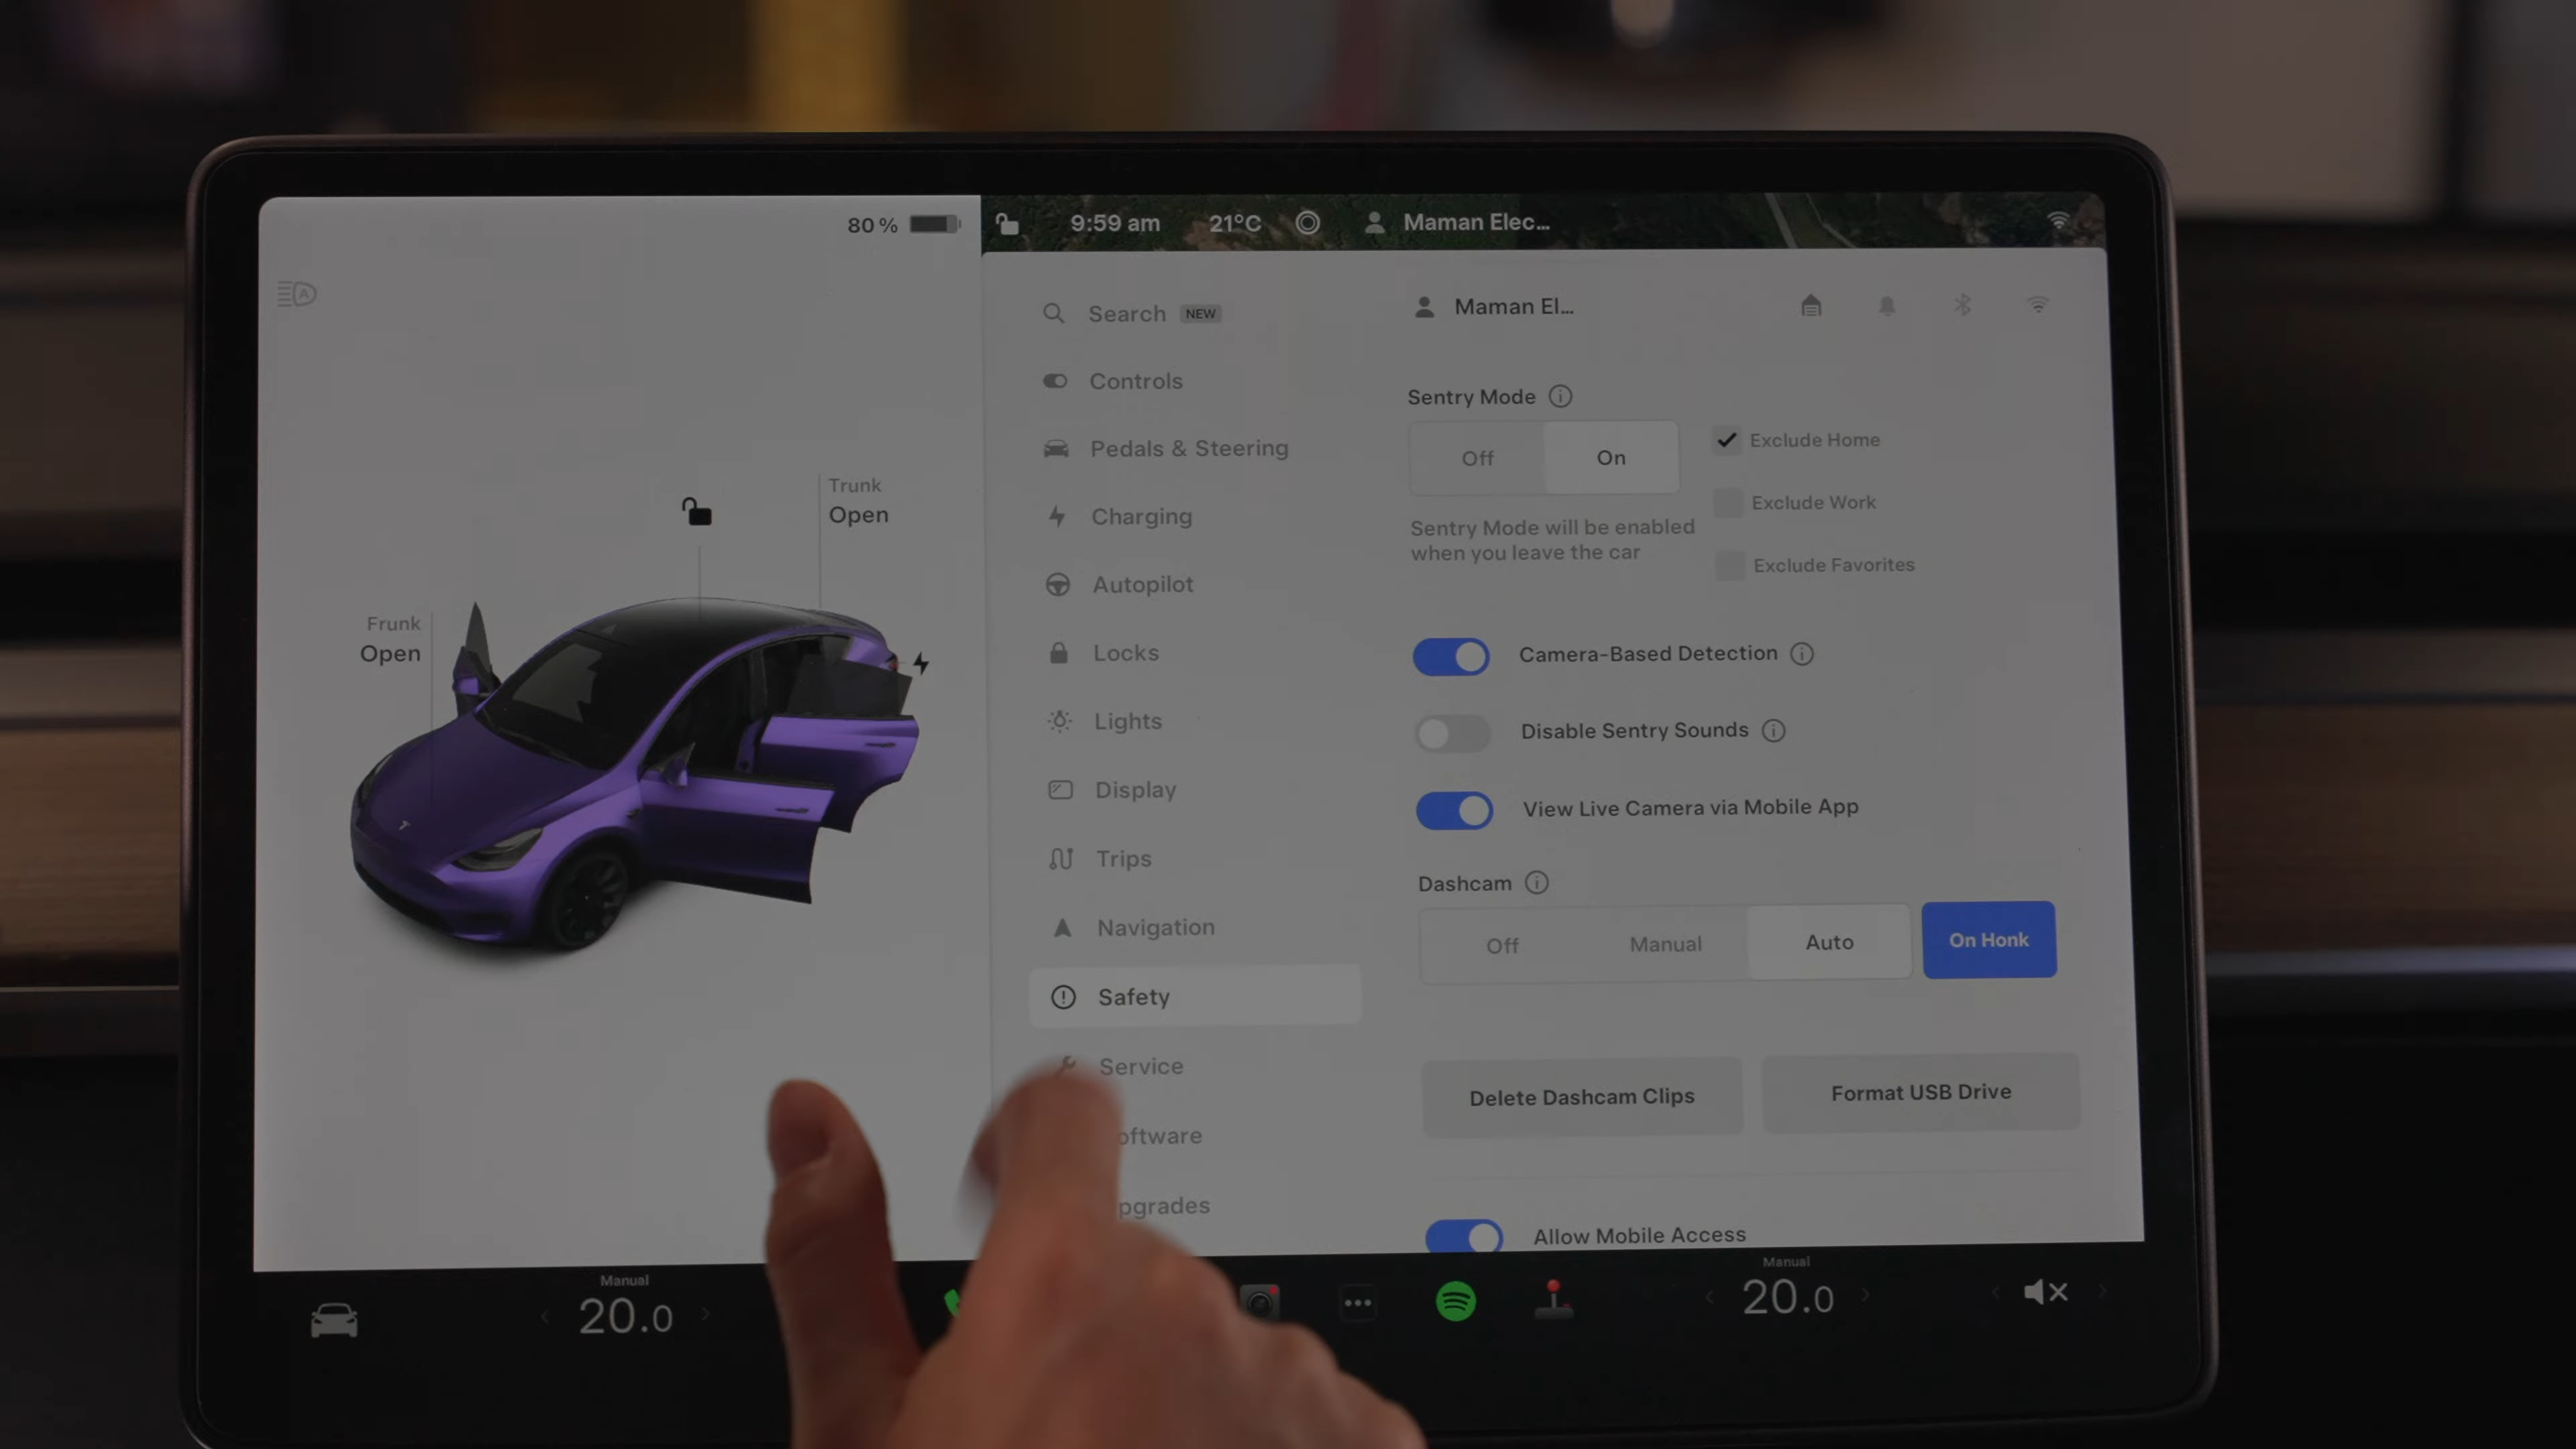 80 %
9:59 am
21°C
Maman Elec...
Search NEW
Controls
Pedals & Steering
Charging
Autopilot
Locks
Lights
Display
Trips
Navigation
Safety
Service
oftware
pgrades
Trunk
Open
Frunk
Open
Maman El...
Sentry Mode
Off
On
Exclude Home
Exclude Work
Exclude Favorites
Sentry Mode will be enabled
when you leave the car
Camera-Based Detection
Disable Sentry Sounds
View Live Camera via Mobile App
Dashcam
Off
Manual
Auto
On Honk
Delete Dashcam Clips
Format USB Drive
Allow Mobile Access
Manual
20.0
Manual
20.0